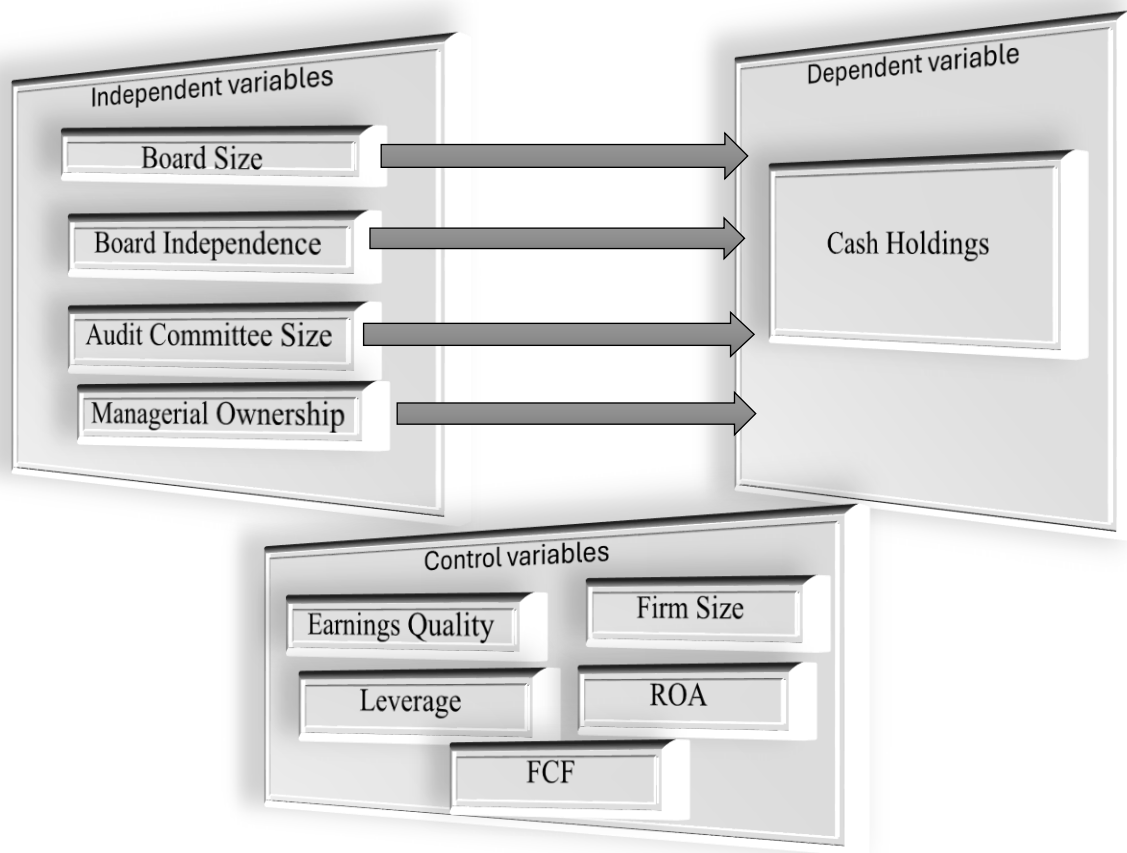 Independent variables
Board Size
Board Independence
Audit Committee Size
Managerial Ownership
Dependent variable
Cash Holdings
Control variables
Earnings Quality
Firm Size
Leverage
ROA
FCF